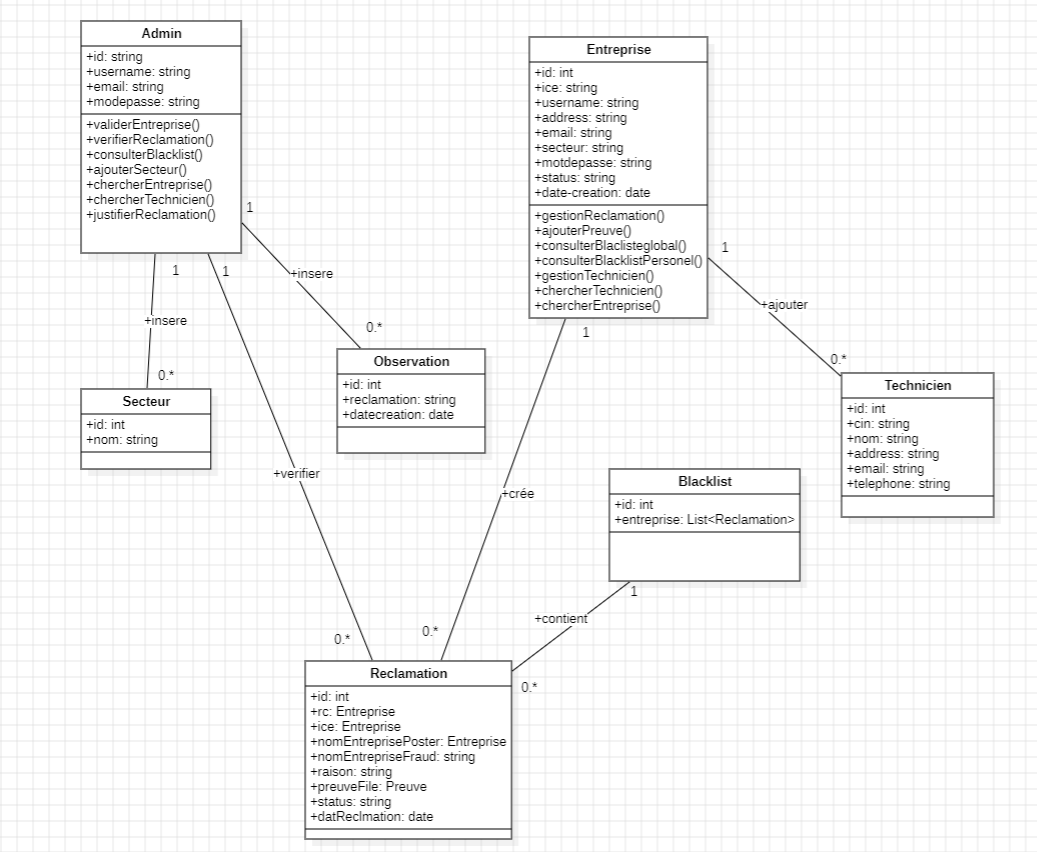 Admin
+id: string
+username: string
+email: string
+modepasse: string
+validerEntreprise()
+verifierReclamation()
+consulterBlacklist()
+ajouterSecteur()
+chercherEntreprise()
+chercherTechnicien()
+justifierReclamation()
Entreprise
+id: int
+ice: string
+username: string
+address: string
+email: string
+secteur: string
+motdepasse: string
+status: string
+date-creation: date
+gestionReclamation()
+ajouterPreuve()
+consulterBlaclisteglobal()
+consulterBlacklistPersonel()
+gestionTechnicien()
+chercherTechnicien()
+chercherEntreprise()
1
+insere
0.*
1
+insere
0.*
1
+verifier
0.*
1
+crée
0.*
1
+ajouter
0.*
Observation
+id: int
+reclamation: string
+datecreation: date
Secteur
+id: int
+nom: string
Technicien
+id: int
+cin: string
+nom: string
+address: string
+email: string
+telephone: string
Blacklist
+id: int
+entreprise: List<Reclamation>
1
+contient
0.*
Reclamation
+id: int
+rc: Entreprise
+ice: Entreprise
+nomEntreprisePoster: Entreprise
+nomEntrepriseFraud: string
+raison: string
+preuveFile: Preuve
+status: string
+datReclmation: date